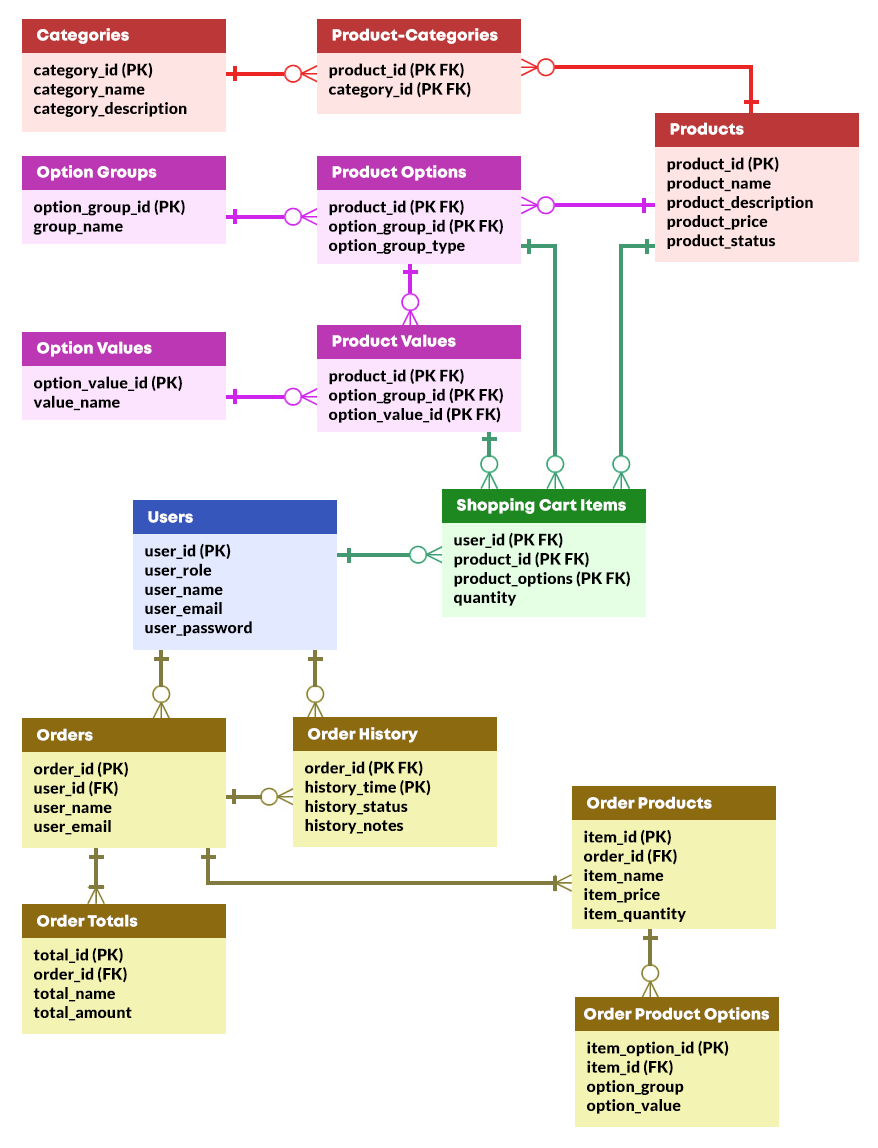 Categories
category_id (PK)
category_name
category_description
Product-Categories
product_id (PK FK)
category_id (PK FK)
Products
product_id (PK)
product_name
product_description
product_price
product_status
Option Groups
option_group_id (PK)
group_name
Product Options
product_id (PK FK)
option_group_id (PK FK)
option_group_type
Option Values
option_value_id (PK)
value_name
Product Values
product_id (PK FK)
option_group_id (PK FK)
option_value_id (PK FK)
Users
user_id (PK)
user_role
user_name
user_email
user_password
Shopping Cart Items
user_id (PK FK)
product_id (PK FK)
product_options (PK FK)
quantity
Orders
order_id (PK)
user_id (FK)
user_name
user_email
Order History
order_id (PK FK)
history_time (PK)
history_status
history_notes
Order Products
item_id (PK)
order_id (FK)
item_name
item_price
item_quantity
Order Totals
total_id (PK)
order_id (FK)
total_name
total_amount
Order Product Options
item_option_id (PK)
item_id (FK)
option_group
option_value